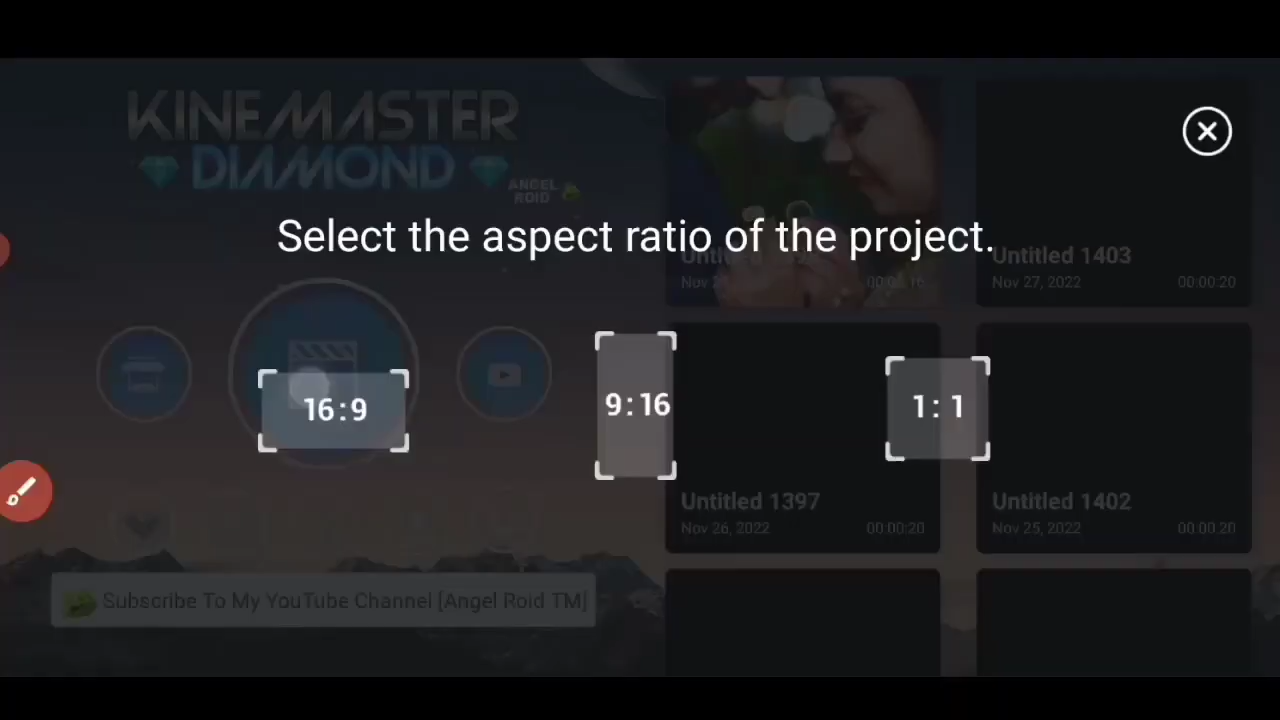 KINEMASTER
DIAMOND
ANGEL
ROID
Select the aspect ratio of the project.
Untitled 1403
Nov 27, 2022 00:00:20
16:9
9:16
1:1
Untitled 1397
Nov 26, 2022 00:00:20
Untitled 1402
Nov 25, 2022 00:00:20
Subscribe To My YouTube Channel [Angel Roid TM]